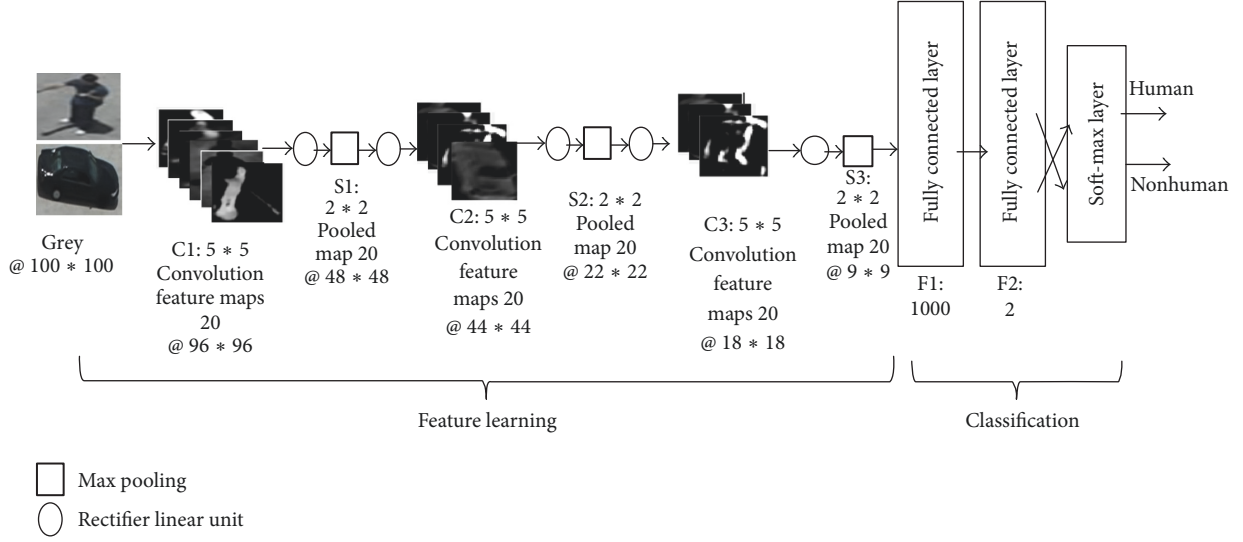 Grey
@ 100 * 100
C1: 5 * 5
Convolution
feature maps
20
@ 96 * 96
S1:
2 * 2
Pooled
map 20
@ 48 * 48
C2: 5 * 5
Convolution
feature
maps 20
@ 44 * 44
S2: 2 * 2
Pooled
map 20
@ 22 * 22
C3: 5 * 5
Convolution
feature
maps 20
@ 18 * 18
S3:
2 * 2
Pooled
map 20
@ 9 * 9
Fully connected layer
F1:
1000
Fully connected layer
F2:
2
Soft-max layer
Human
Nonhuman
Feature learning
Classification
Max pooling
Rectifier linear unit